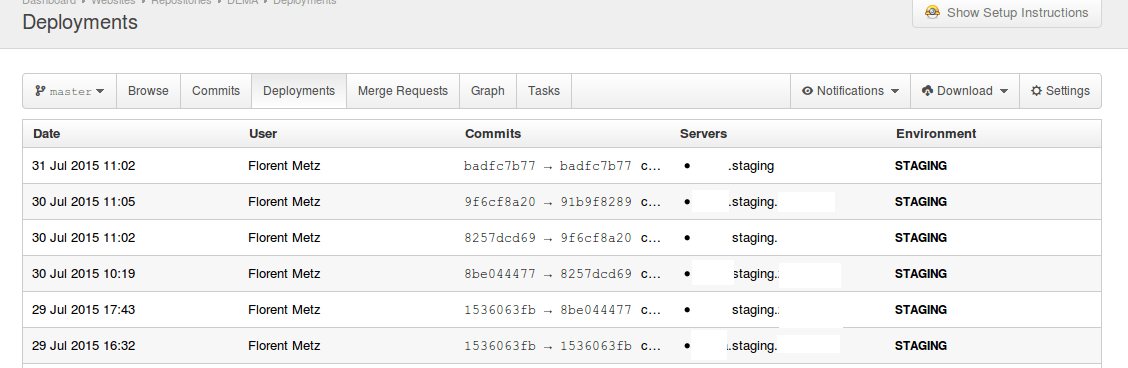 Dashboard Websites Repositories DEMA Deployments
Deployments
Show Setup Instructions
master Browse Commits Deployments Merge Requests Graph Tasks Notifications Download Settings
Date User Commits Servers Environment
31 Jul 2015 11:02 Florent Metz badfc7b77 → badfc7b77 c... • .staging STAGING
30 Jul 2015 11:05 Florent Metz 9f6cf8a20 → 91b9f8289 c... • .staging. STAGING
30 Jul 2015 11:02 Florent Metz 8257dcd69 → 9f6cf8a20 c... • .staging. STAGING
30 Jul 2015 10:19 Florent Metz 8be044477 → 8257dcd69 c... • staging. STAGING
29 Jul 2015 17:43 Florent Metz 1536063fb → 8be044477 c... • staging. STAGING
29 Jul 2015 16:32 Florent Metz 1536063fb → 1536063fb c... • .staging. STAGING